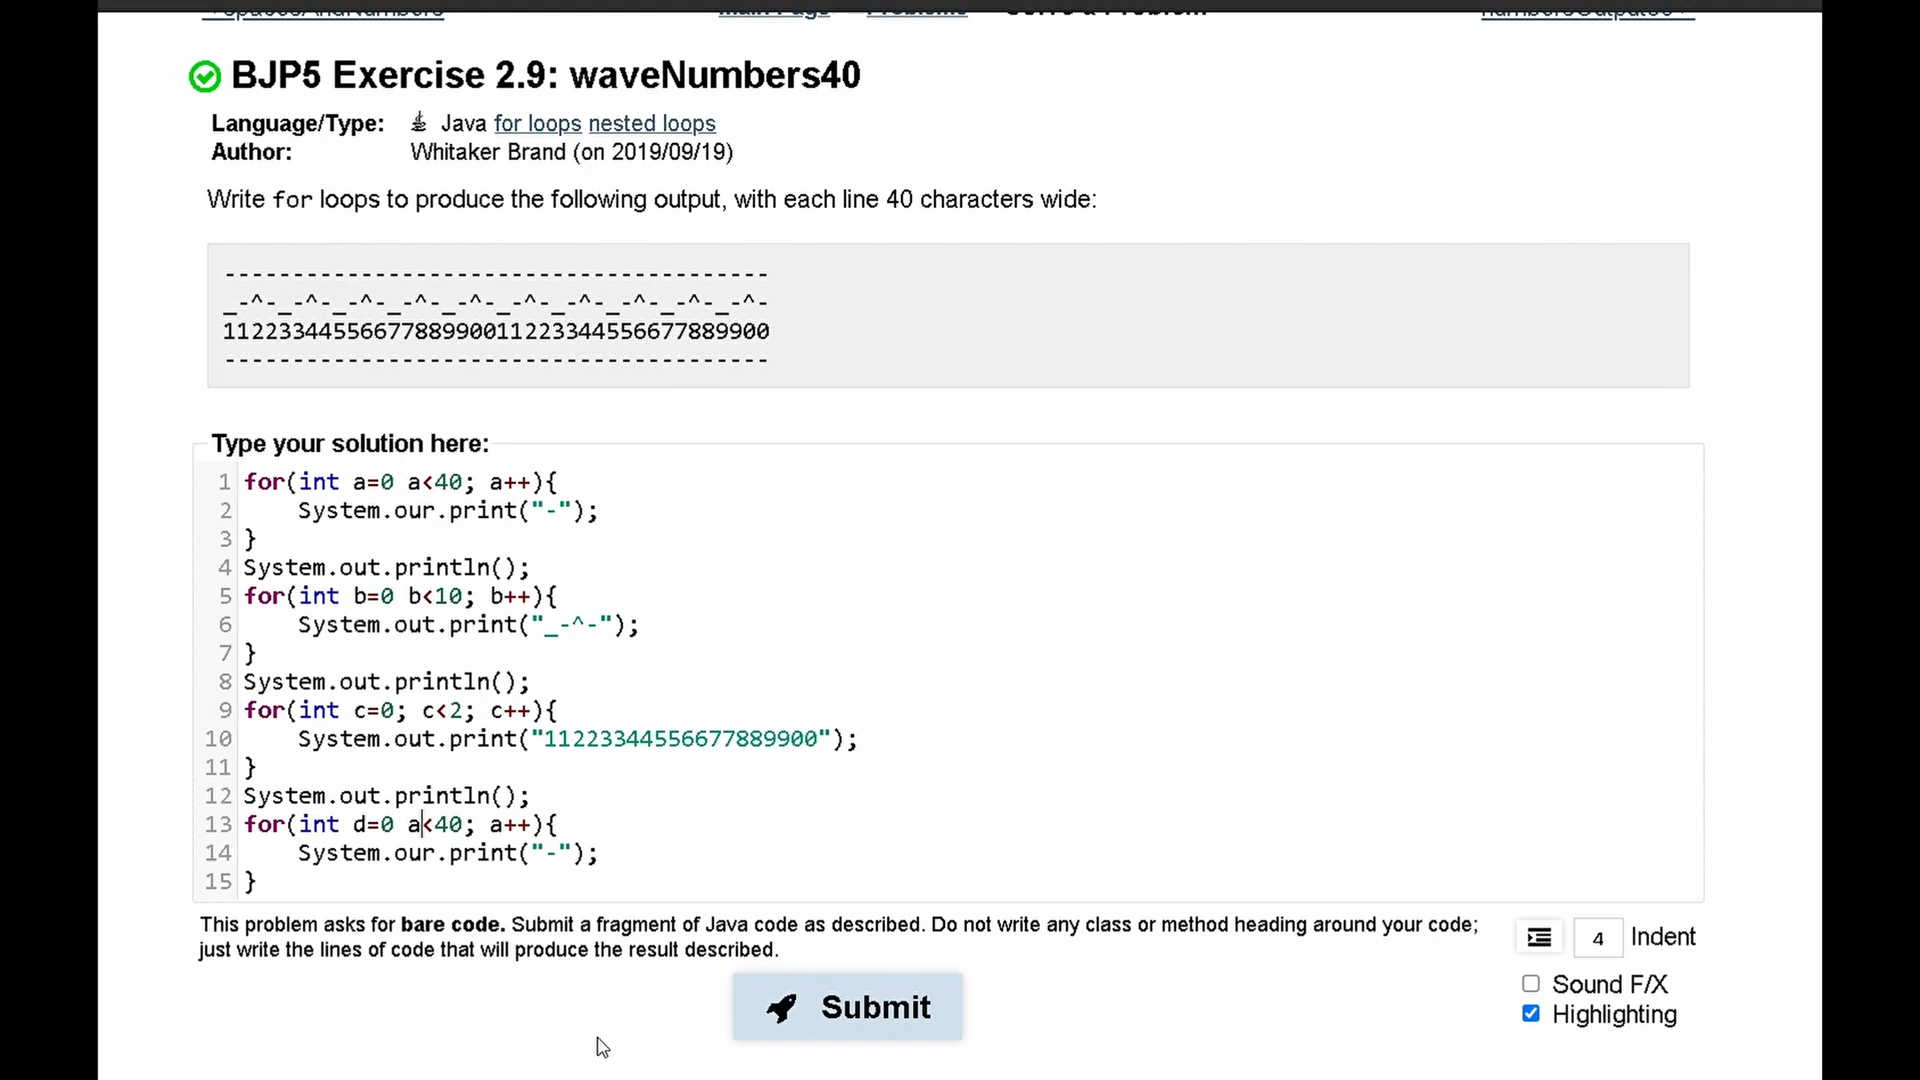 BJP5 Exercise 2.9: waveNumbers40
Language/Type: Java for loops nested loops
Author: Whitaker Brand (on 2019/09/19)
Write for loops to produce the following output, with each line 40 characters wide:
----------------------------------------
_-^-_-^-_-^-_-^-_-^-_-^-_-^-_-^-_-^-_-^-
1122334455667788990011223344556677889900
----------------------------------------
Type your solution here:
1 for(int a=0 a<40; a++){
2 System.our.print("-");
3 }
4 System.out.println();
5 for(int b=0 b<10; b++){
6 System.out.print("_-^-");
7 }
8 System.out.println();
9 for(int c=0; c<2; c++){
10 System.out.print("11223344556677889900");
11 }
12 System.out.println();
13 for(int d=0 a<40; a++){
14 System.our.print("-");
15 }
This problem asks for bare code. Submit a fragment of Java code as described. Do not write any class or method heading around your code;
just write the lines of code that will produce the result described.
4 Indent
Sound F/X
Highlighting
Submit